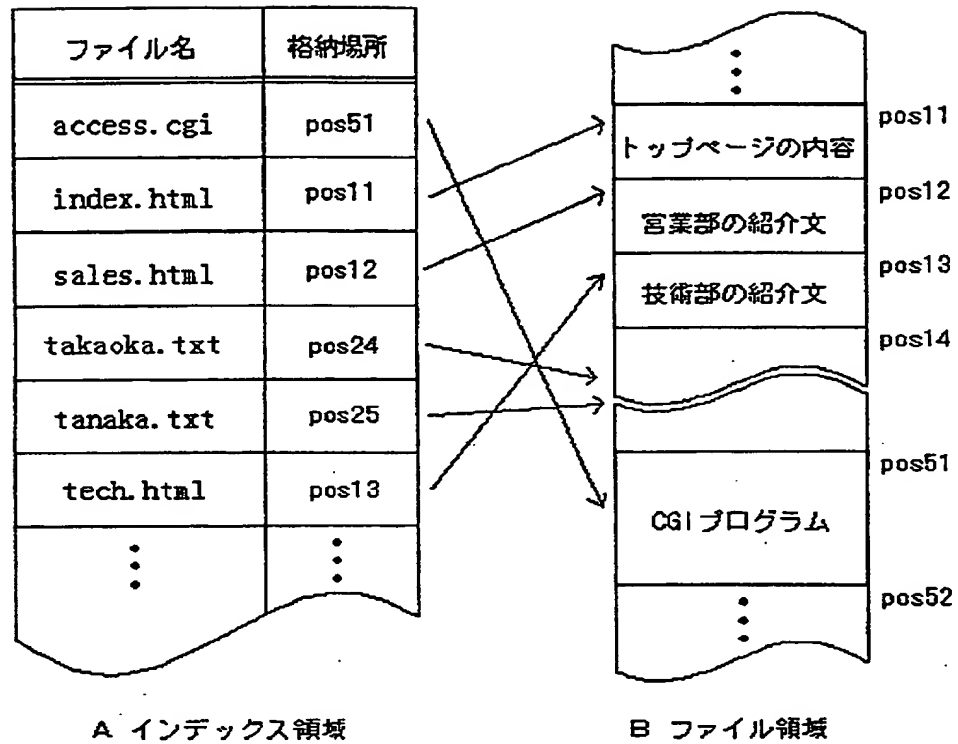 ファイル名 格納場所
access.cgi pos51
index.html pos11
sales.html pos12
takaoka.txt pos24
tanaka.txt pos25
tech.html pos13
pos11
トップページの内容
pos12
営業部の紹介文
pos13
技術部の紹介文
pos14
pos51
CGIプログラム
pos52
A インデックス領域
B ファイル領域